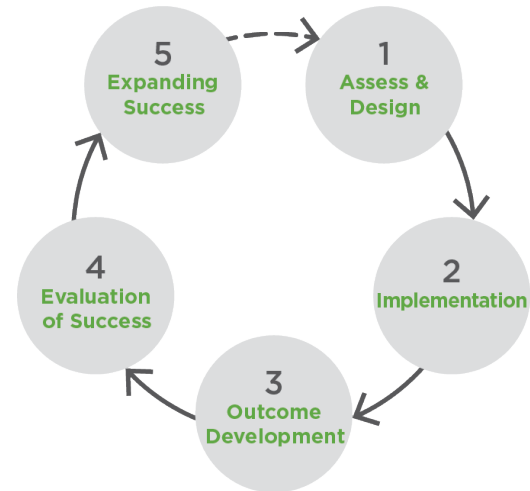 1
Assess &
Design
2
Implementation
3
Outcome
Development
4
Evaluation
of Success
5
Expanding
Success